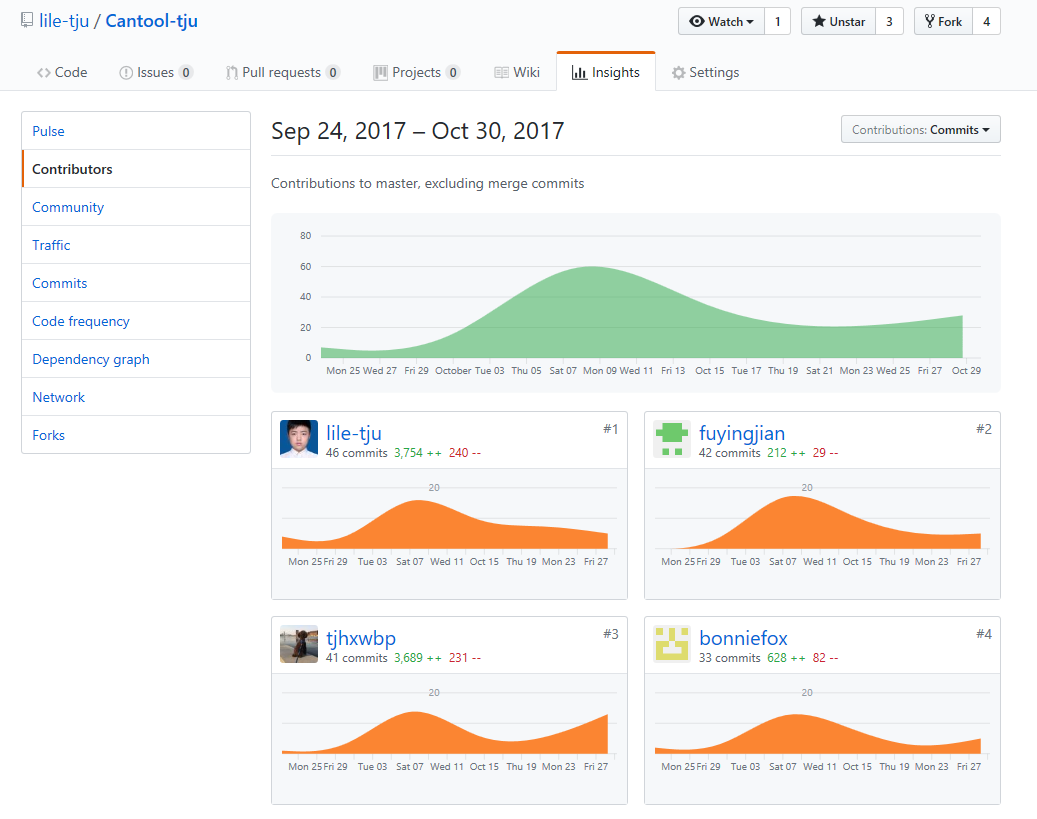 lile-tju / Cantool-tju
Watch 1 Unstar 3 Fork 4
Code Issues 0 Pull requests 0 Projects 0 Wiki Insights Settings
Pulse
Contributors
Community
Traffic
Commits
Code frequency
Dependency graph
Network
Forks
Sep 24, 2017 – Oct 30, 2017
Contributions: Commits
Contributions to master, excluding merge commits
80
60
40
20
0
Mon 25 Wed 27 Fri 29 October Tue 03 Thu 05 Sat 07 Mon 09 Wed 11 Fri 13 Oct 15 Tue 17 Thu 19 Sat 21 Mon 23 Wed 25 Fri 27 Oct 29
lile-tju #1
46 commits 3,754 ++ 240 --
20
Mon 25 Fri 29 Tue 03 Sat 07 Wed 11 Oct 15 Thu 19 Mon 23 Fri 27
fuyingjian #2
42 commits 212 ++ 29 --
20
Mon 25 Fri 29 Tue 03 Sat 07 Wed 11 Oct 15 Thu 19 Mon 23 Fri 27
tjhxwbp #3
41 commits 3,689 ++ 231 --
20
Mon 25 Fri 29 Tue 03 Sat 07 Wed 11 Oct 15 Thu 19 Mon 23 Fri 27
bonniefox #4
33 commits 628 ++ 82 --
20
Mon 25 Fri 29 Tue 03 Sat 07 Wed 11 Oct 15 Thu 19 Mon 23 Fri 27